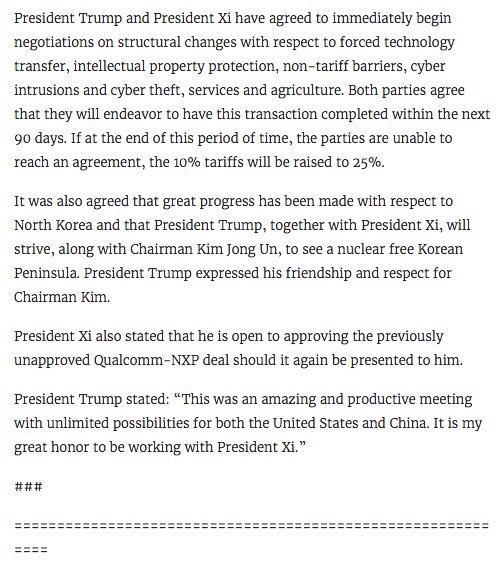 President Trump and President Xi have agreed to immediately begin
negotiations on structural changes with respect to forced technology
transfer, intellectual property protection, non-tariff barriers, cyber
intrusions and cyber theft, services and agriculture. Both parties agree
that they will endeavor to have this transaction completed within the next
90 days. If at the end of this period of time, the parties are unable to
reach an agreement, the 10% tariffs will be raised to 25%.
It was also agreed that great progress has been made with respect to
North Korea and that President Trump, together with President Xi, will
strive, along with Chairman Kim Jong Un, to see a nuclear free Korean
Peninsula. President Trump expressed his friendship and respect for
Chairman Kim.
President Xi also stated that he is open to approving the previously
unapproved Qualcomm-NXP deal should it again be presented to him.
President Trump stated: “This was an amazing and productive meeting
with unlimited possibilities for both the United States and China. It is my
great honor to be working with President Xi.”
###
==========================================================
====